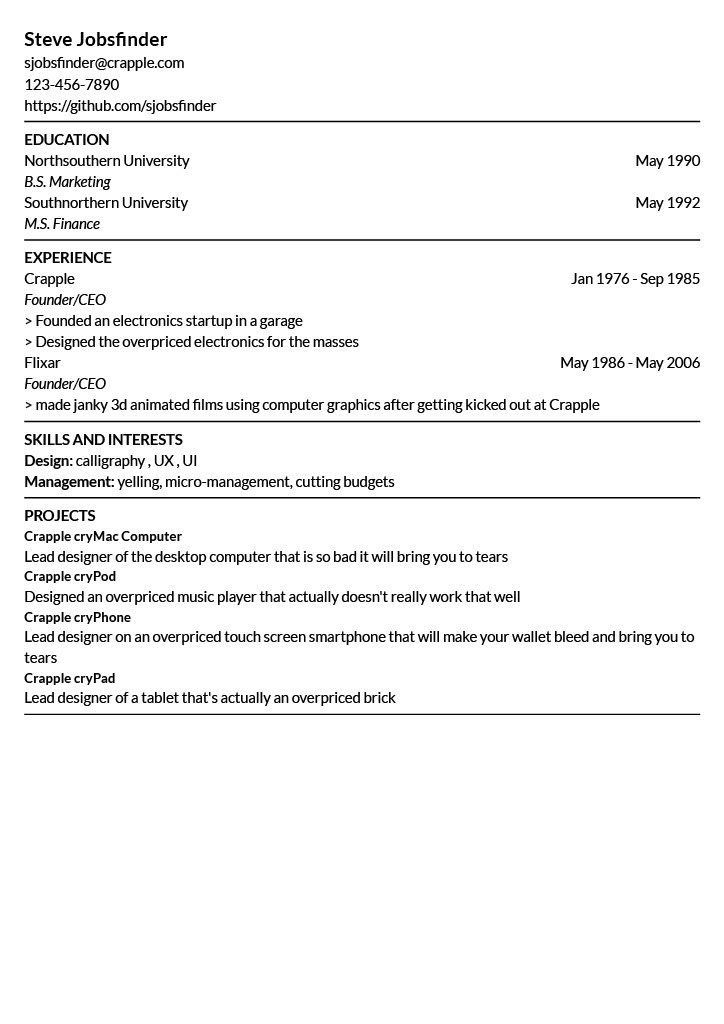 Steve Jobsfinder
sjobsfinder@crapple.com
123-456-7890
https://github.com/sjobsfinder
EDUCATION
Northsouthern University May 1990
B.S. Marketing
Southnorthern University May 1992
M.S. Finance
EXPERIENCE
Crapple Jan 1976 - Sep 1985
Founder/CEO
> Founded an electronics startup in a garage
> Designed the overpriced electronics for the masses
Flixar May 1986 - May 2006
Founder/CEO
> made janky 3d animated films using computer graphics after getting kicked out at Crapple
SKILLS AND INTERESTS
Design: calligraphy , UX , UI
Management: yelling, micro-management, cutting budgets
PROJECTS
Crapple cryMac Computer
Lead designer of the desktop computer that is so bad it will bring you to tears
Crapple cryPod
Designed an overpriced music player that actually doesn't really work that well
Crapple cryPhone
Lead designer on an overpriced touch screen smartphone that will make your wallet bleed and bring you to
tears
Crapple cryPad
Lead designer of a tablet that's actually an overpriced brick